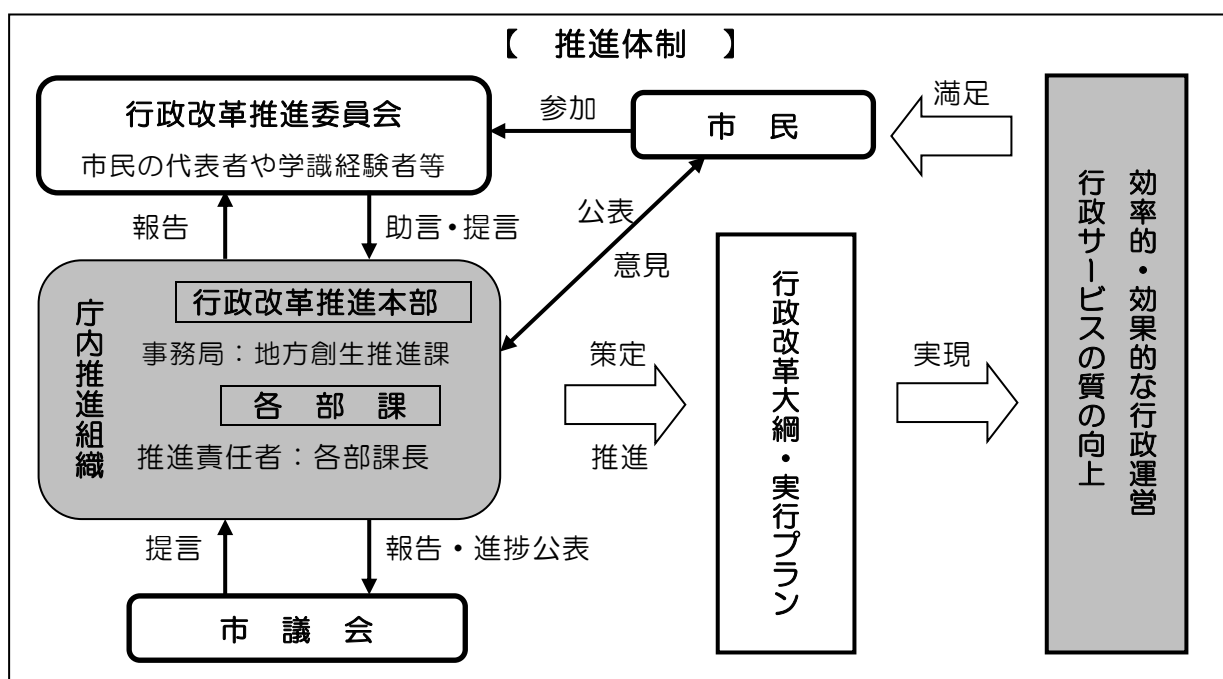 【 推進体制 】
行政改革推進委員会
市民の代表者や学識経験者等
参加
市 民
満足
報告
助言・提言
公表
意見
庁内推進組織
行政改革推進本部
事務局：地方創生推進課
各 部 課
推進責任者：各部課長
策定
推進
行政改革大綱・実行プラン
実現
効率的・効果的な行政運営
行政サービスの質の向上
提言
報告・進捗公表
市 議 会